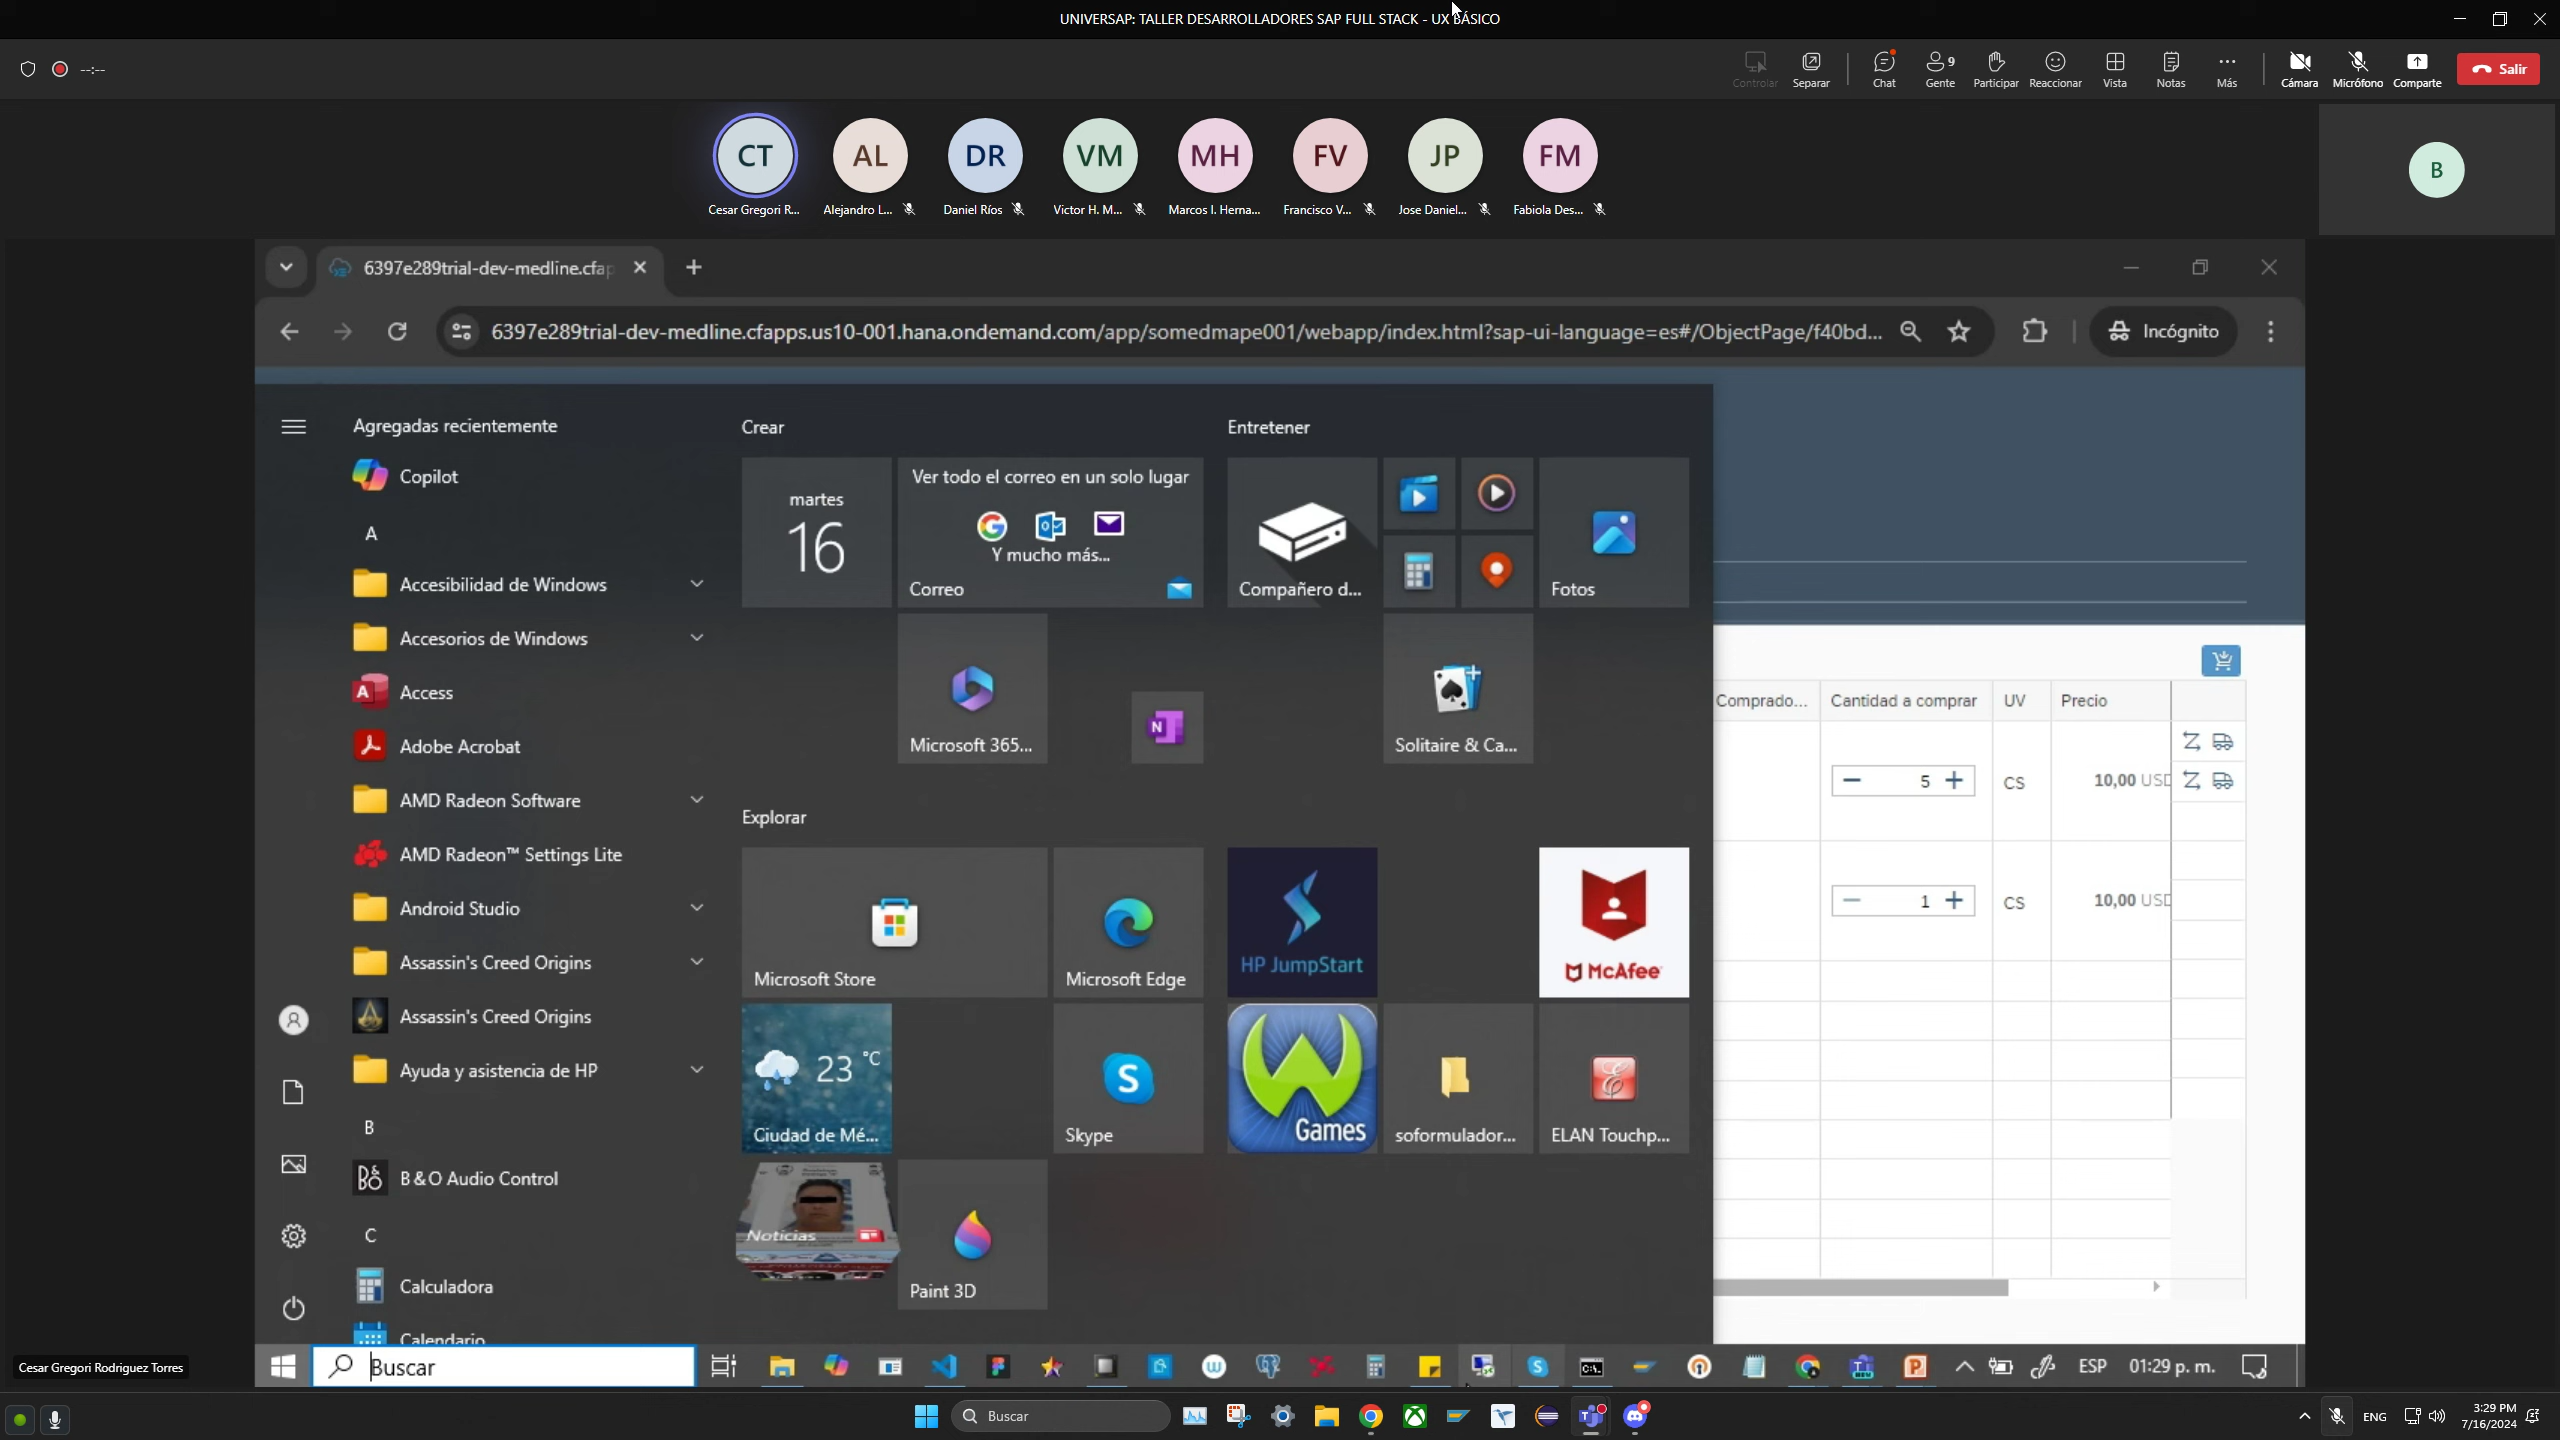 UNIVERSAP: TALLER DESARROLLADORES SAP FULL STACK - UX BÁSICO
--:--
Controlar
Separar
Chat
9
Gente
Participar
Reaccionar
Vista
Notas
Más
Cámara
Micrófono
Comparte
Salir
CT
AL
DR
VM
MH
FV
JP
FM
B
Cesar Gregori R...
Alejandro L...
Daniel Ríos
Victor H. M...
Marcos I. Herna...
Francisco V...
Jose Daniel...
Fabiola Des...
6397e289trial-dev-medline.cfap
6397e289trial-dev-medline.cfapps.us10-001.hana.ondemand.com/app/somedmape001/webapp/index.html?sap-ui-language=es#/ObjectPage/f40bd...
Incógnito
Agregadas recientemente
Copilot
A
Accesibilidad de Windows
Accesorios de Windows
Access
Adobe Acrobat
AMD Radeon Software
AMD Radeon™ Settings Lite
Android Studio
Assassin's Creed Origins
Assassin's Creed Origins
Ayuda y asistencia de HP
B
B&O Audio Control
C
Calculadora
Calendario
Crear
martes
16
Ver todo el correo en un solo lugar
Y mucho más...
Correo
Microsoft 365...
Explorar
Microsoft Store
Microsoft Edge
23 °C
Ciudad de Mé...
Skype
Noticias
Paint 3D
Entretener
Compañero d...
Fotos
Solitaire & Ca...
HP JumpStart
McAfee
Games
soformulador...
ELAN Touchp...
Comprado...
Cantidad a comprar
UV
Precio
5
CS
10,00 USD
1
CS
10,00 USD
Cesar Gregori Rodriguez Torres
Buscar
ESP
01:29 p. m.
Buscar
ENG
3:29 PM
7/16/2024